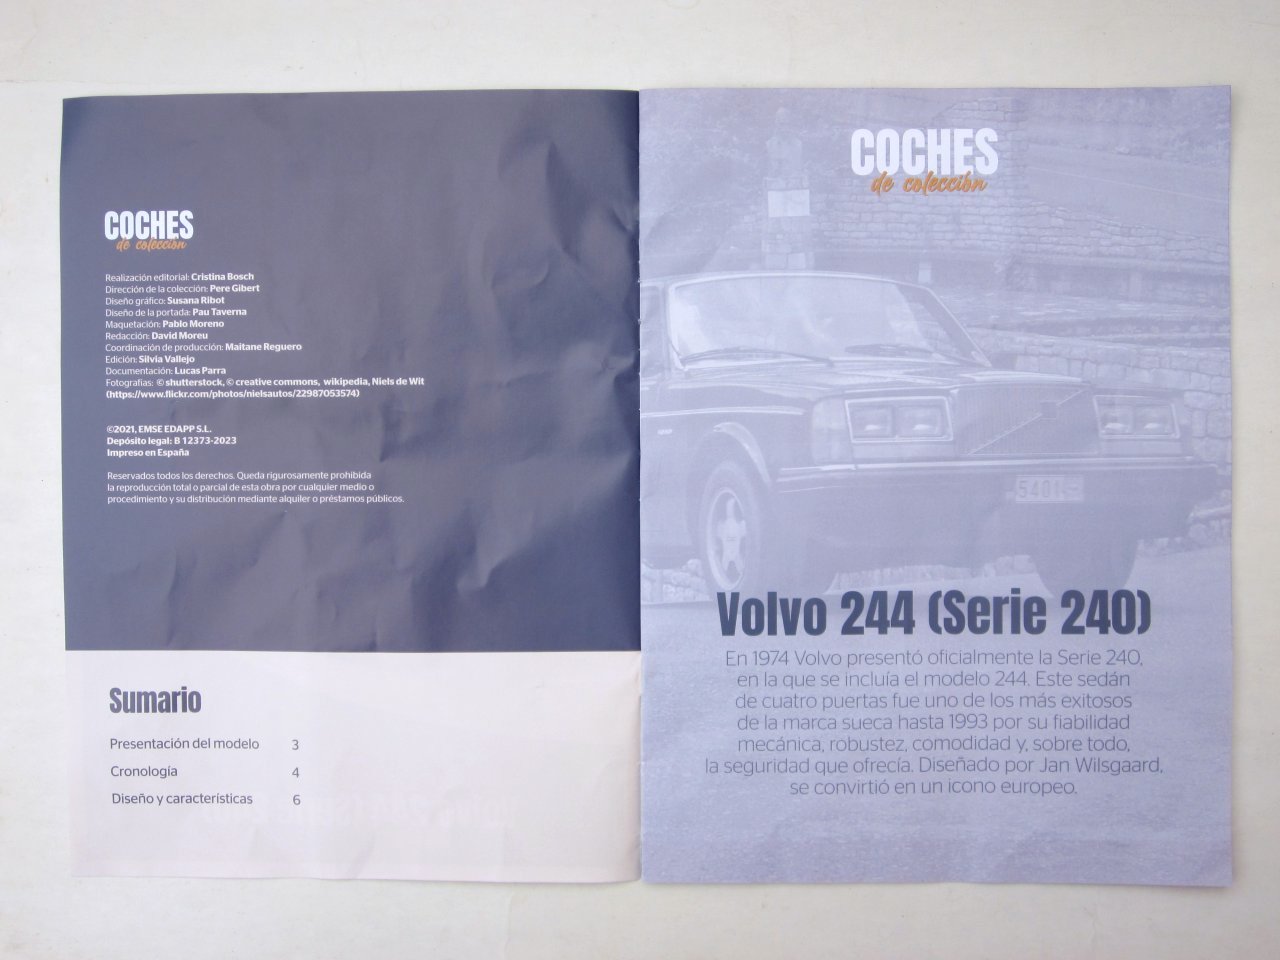 COCHES
de colección
Realización editorial: Cristina Bosch
Dirección de la colección: Pere Gibert
Diseño gráfico: Susana Ribot
Diseño de la portada: Pau Taverna
Maquetación: Pablo Moreno
Redacción: David Moreu
Coordinación de producción: Maitane Reguero
Edición: Silvia Vallejo
Documentación: Lucas Parra
Fotografías: © shutterstock, © creative commons, wikipedia, Niels de Wit
(https://www.flickr.com/photos/nielsautos/22987053574)
©2021, EMSE EDAPP S.L.
Depósito legal: B 12373-2023
Impreso en España
Reservados todos los derechos. Queda rigurosamente prohibida
la reproducción total o parcial de esta obra por cualquier medio o
procedimiento y su distribución mediante alquiler o préstamos públicos.
Sumario
Presentación del modelo 3
Cronología 4
Diseño y características 6
COCHES
de colección
Volvo 244 (Serie 240)
En 1974 Volvo presentó oficialmente la Serie 240,
en la que se incluía el modelo 244. Este sedán
de cuatro puertas fue uno de los más exitosos
de la marca sueca hasta 1993 por su fiabilidad
mecánica, robustez, comodidad y, sobre todo,
la seguridad que ofrecía. Diseñado por Jan Wilsgaard,
se convirtió en un icono europeo.